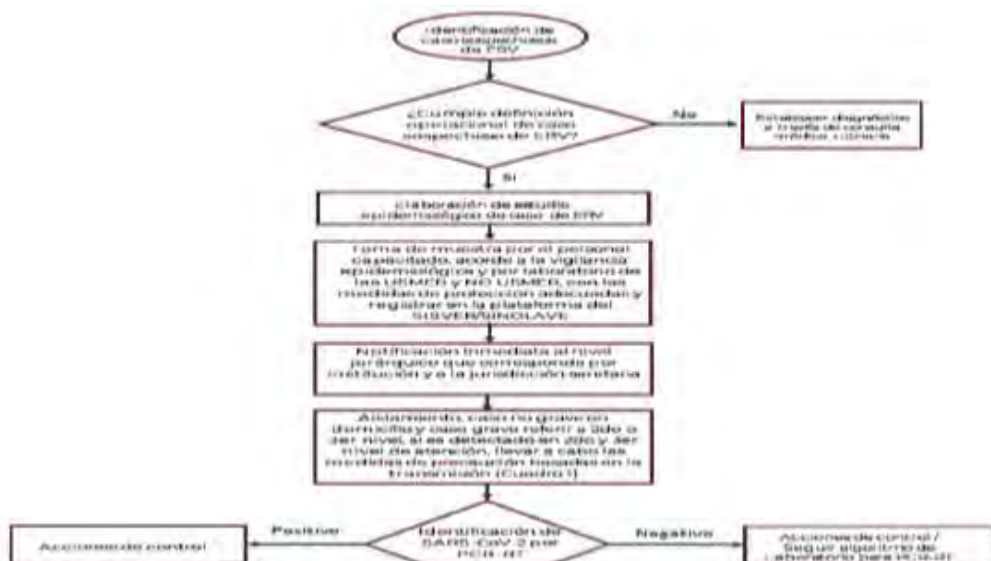 Identificación de
caso sospechoso
de ERV
¿Cumple definición
operacional de caso
sospechoso de ERV?
No
Establecer diagnóstico
a través de consulta
médica
Si
Elaboración de estudio
epidemiológico de caso de ERV
Toma de muestra por el personal
capacitado, acorde a la vigilancia
epidemiológica y por laboratorio de
las USMER y NO USMER, con las
medidas de protección adecuadas y
registrar en la plataforma del
SISVER/SINOLAVE
Notificación inmediata al nivel
jerárquico que corresponda por
institución y a la jurisdicción
Aislamiento, caso no grave en
domicilio y caso grave referir a 2do o
3er nivel, si es detectado en 2do y 3er
nivel de atención, llevar a cabo las
medidas de precaución basadas en la
transmisión (Cuadro I)
Positivo
Identificación de
SARS-CoV-2 por
PCR-RT
Negativo
Acciones de control
Acciones de control /
Seguir algoritmo de
Laboratorio para